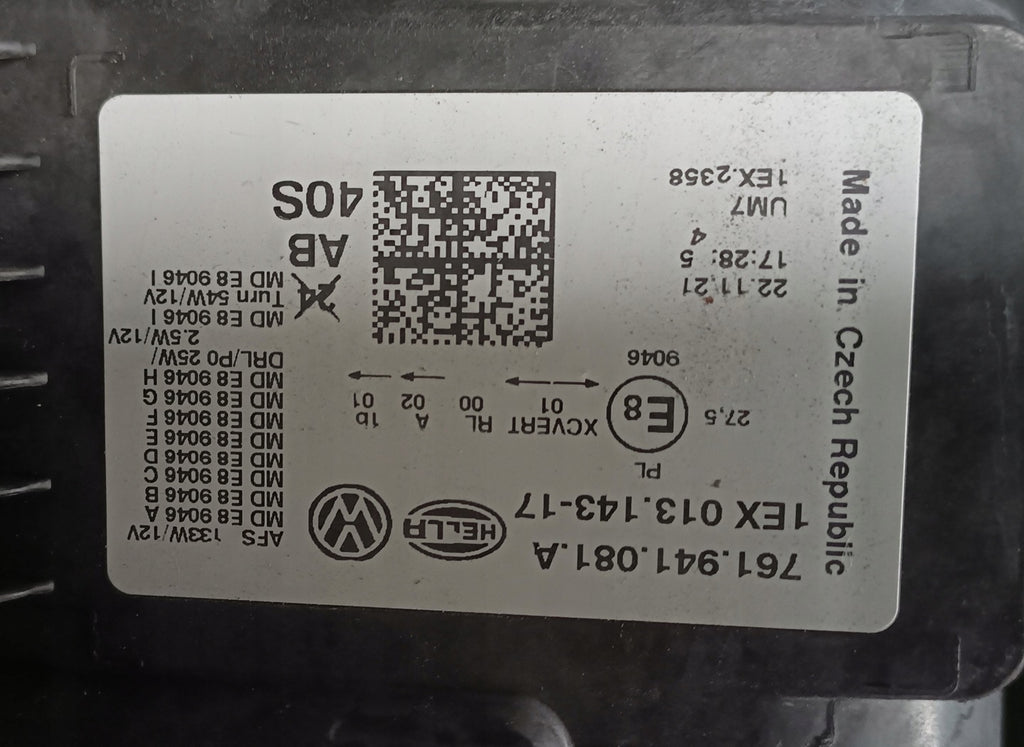 761.941.081.A
1EX 013.143-17
HELLA
PL
E8
27,5
9046
XCVERT RL A 1b
01 00 02 01
AFS 133W/12V
MD E8 9046 A
MD E8 9046 B
MD E8 9046 C
MD E8 9046 D
MD E8 9046 E
MD E8 9046 F
MD E8 9046 G
MD E8 9046 H
DRL/P0 25W/
2.5W/12V
MD E8 9046 I
Turn 54W/12V
MD E8 9046 I
24
AB
40S
22.11.21
17:28: 5
4
UM7
1EX.2358
Made in Czech Republic